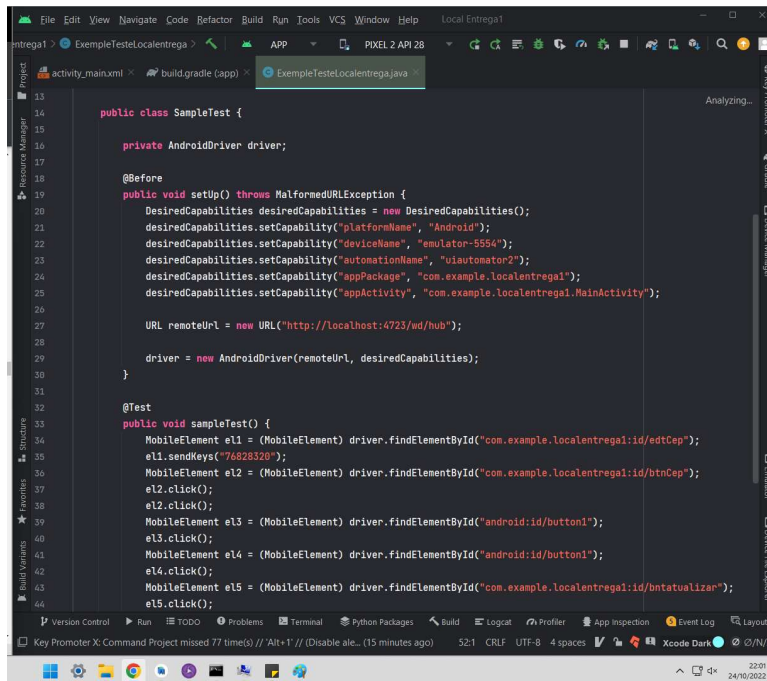 File Edit View Navigate Code Refactor Build Run Tools VCS Window Help Local Entrega1
entrega1 > ExempleTesteLocalentrega > APP PIXEL 2 API 28
activity_main.xml × build.gradle (app) × ExempleTesteLocalentrega.java ×
Analyzing...
13
14 public class SampleTest {
15
16 private AndroidDriver driver;
17
18 @Before
19 public void setUp() throws MalformedURLException {
20 DesiredCapabilities desiredCapabilities = new DesiredCapabilities();
21 desiredCapabilities.setCapability("platformName", "Android");
22 desiredCapabilities.setCapability("deviceName", "emulator-5554");
23 desiredCapabilities.setCapability("automationName", "uiautomator2");
24 desiredCapabilities.setCapability("appPackage", "com.example.localentrega1");
25 desiredCapabilities.setCapability("appActivity", "com.example.localentrega1.MainActivity");
26
27 URL remoteUrl = new URL("http://localhost:4723/wd/hub");
28
29 driver = new AndroidDriver(remoteUrl, desiredCapabilities);
30 }
31
32 @Test
33 public void sampleTest() {
34 MobileElement el1 = (MobileElement) driver.findElementById("com.example.localentrega1:id/edtCep");
35 el1.sendKeys("76828320");
36 MobileElement el2 = (MobileElement) driver.findElementById("com.example.localentrega1:id/btnCep");
37 el2.click();
38 el2.click();
39 MobileElement el3 = (MobileElement) driver.findElementById("android:id/button1");
40 el3.click();
41 MobileElement el4 = (MobileElement) driver.findElementById("android:id/button1");
42 el4.click();
43 MobileElement el5 = (MobileElement) driver.findElementById("com.example.localentrega1:id/bntatualizar");
44 el5.click();
Project
Resource Manager
Structure
Favorites
Build Variants
Version Control Run TODO Problems Terminal Python Packages Build Logcat Profiler App Inspection Event Log Layout
Key Promoter X: Command Project missed 77 time(s) // 'Alt+1' // (Disable ale... (15 minutes ago) 52:1 CRLF UTF-8 4 spaces Xcode Dark Ø/N/
22:01
24/10/2022